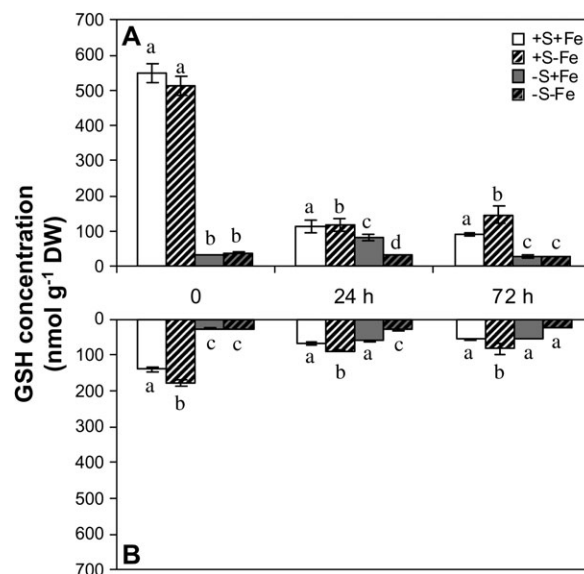 GSH concentration
(nmol g-1 DW)
700
A
600
500
400
300
200
100
0
a a b b
a b c d
a b c c
+S+Fe
+S-Fe
-S+Fe
-S-Fe
0 24 h 72 h
0
100
200
300
400
500
600
700
B
a b c c
a b a c
a b a a